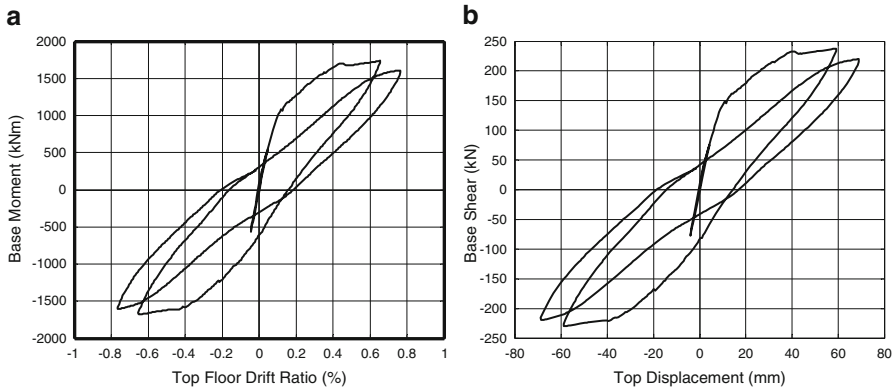 a
2000
1500
1000
500
0
-500
-1000
-1500
-2000
-1 -0.8 -0.6 -0.4 -0.2 0 0.2 0.4 0.6 0.8 1
Base Moment (kNm)
Top Floor Drift Ratio (%)
b
250
200
150
100
50
0
-50
-100
-150
-200
-250
-80 -60 -40 -20 0 20 40 60 80
Base Shear (kN)
Top Displacement (mm)